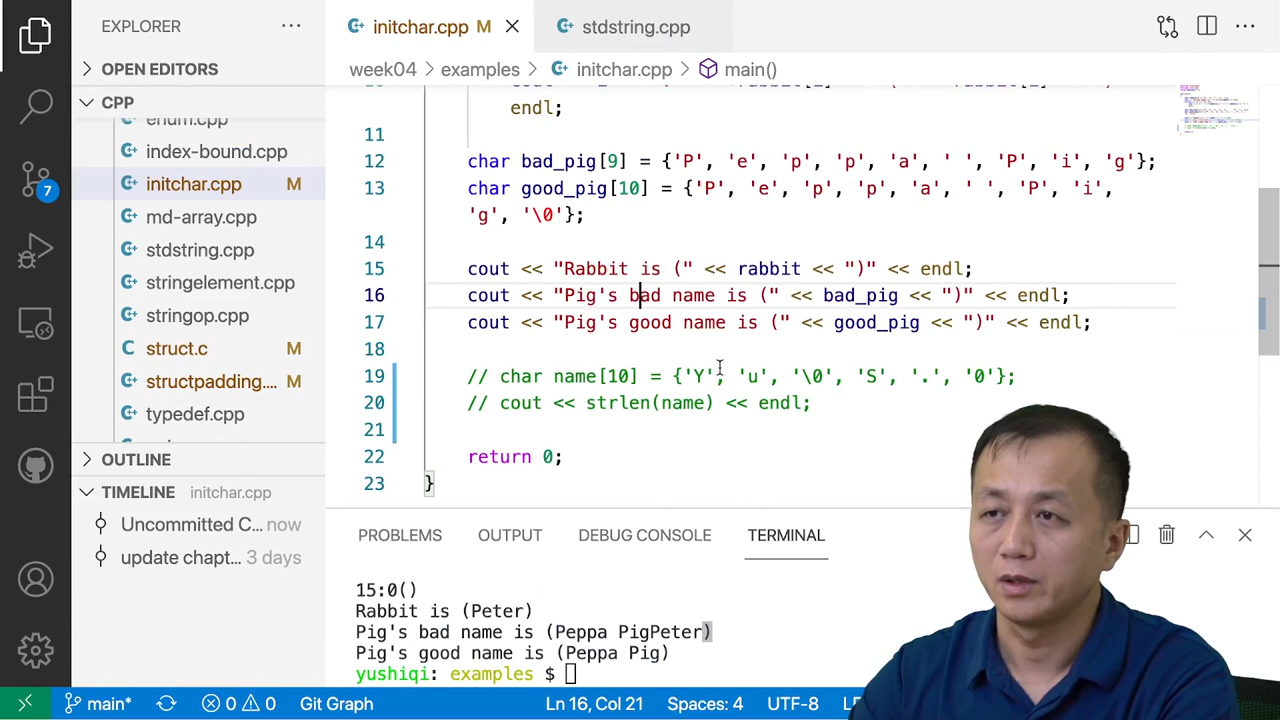 EXPLORER
OPEN EDITORS
CPP
enum.cpp
index-bound.cpp
initchar.cpp M
md-array.cpp
stdstring.cpp
stringelement.cpp
stringop.cpp
struct.c M
structpadding.... M
typedef.cpp
OUTLINE
TIMELINE initchar.cpp
Uncommitted C... now
update chapt... 3 days
7
initchar.cpp M
stdstring.cpp
week04 > examples > initchar.cpp > main()
endl;
11
12 char bad_pig[9] = {'P', 'e', 'p', 'p', 'a', ' ', 'P', 'i', 'g'};
13 char good_pig[10] = {'P', 'e', 'p', 'p', 'a', ' ', 'P', 'i',
'g', '\0'};
14
15 cout << "Rabbit is (" << rabbit << ")" << endl;
16 cout << "Pig's bad name is (" << bad_pig << ")" << endl;
17 cout << "Pig's good name is (" << good_pig << ")" << endl;
18
19 // char name[10] = {'Y', 'u', '\0', 'S', '.', '0'};
20 // cout << strlen(name) << endl;
21
22 return 0;
23 }
PROBLEMS OUTPUT DEBUG CONSOLE TERMINAL
15:0()
Rabbit is (Peter)
Pig's bad name is (Peppa PigPeter)
Pig's good name is (Peppa Pig)
yushiqi: examples $
main* 0 0 Git Graph Ln 16, Col 21 Spaces: 4 UTF-8